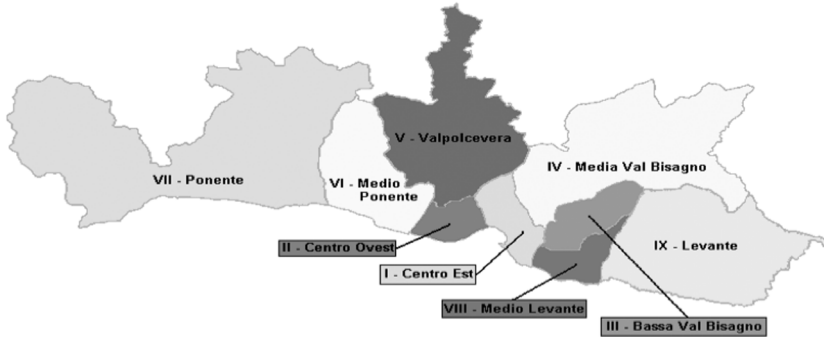 V - Valpolcevera
IV - Media Val Bisagno
VII - Ponente
VI - Medio
Ponente
II - Centro Ovest
IX - Levante
I - Centro Est
VIII - Medio Levante
III - Bassa Val Bisagno